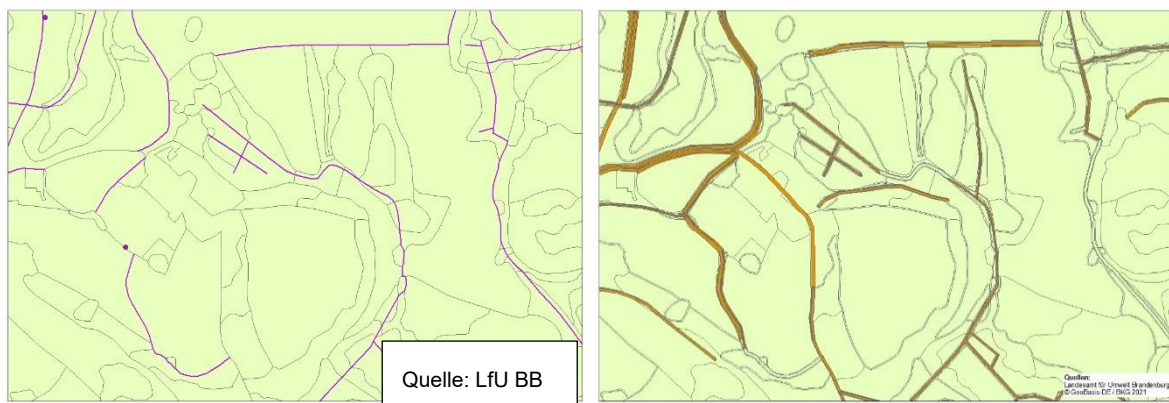 Quelle: LfU BB
Quellen:
Landesamt für Umwelt Brandenburg
© GeoBasis-DE / BKG 2021